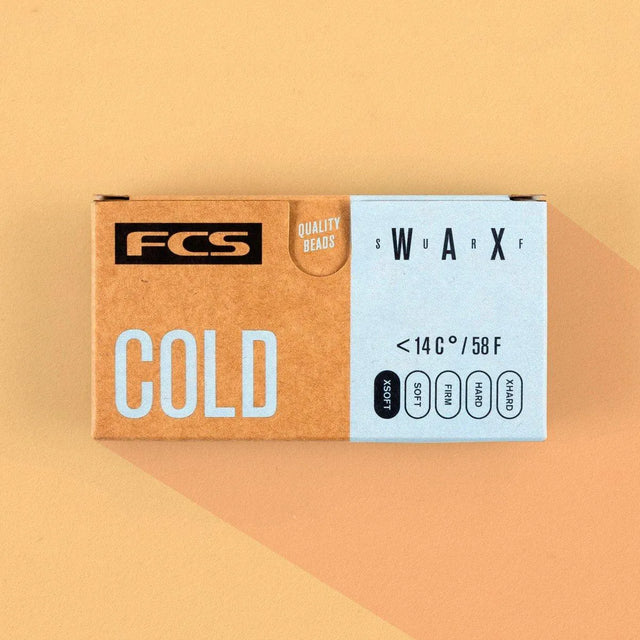 FCS
QUALITY
BEADS
COLD
S W U A R X F
<14 C° / 58 F
XSOFT
SOFT
FIRM
HARD
XHARD